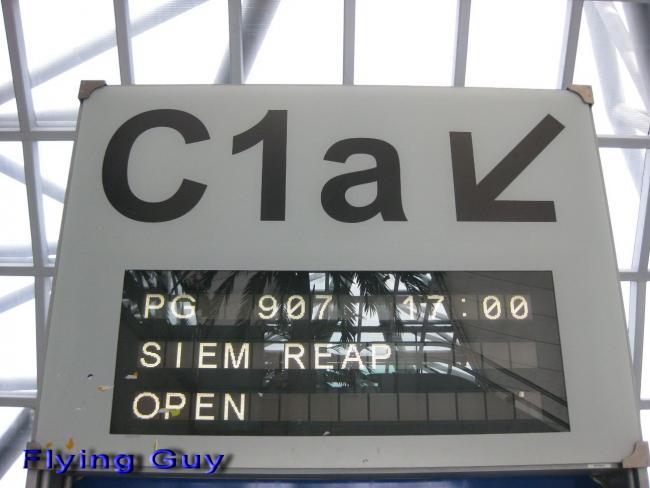 C1a ↙
PG 907 17:00
SIEM REAP
OPEN
Flying Guy